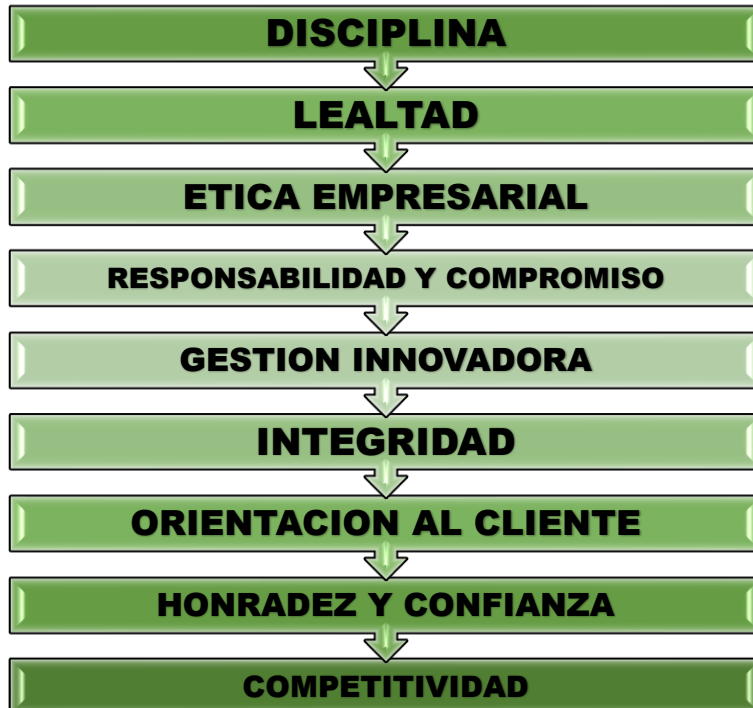 DISCIPLINA
LEALTAD
ETICA EMPRESARIAL
RESPONSABILIDAD Y COMPROMISO
GESTION INNOVADORA
INTEGRIDAD
ORIENTACION AL CLIENTE
HONRADEZ Y CONFIANZA
COMPETITIVIDAD